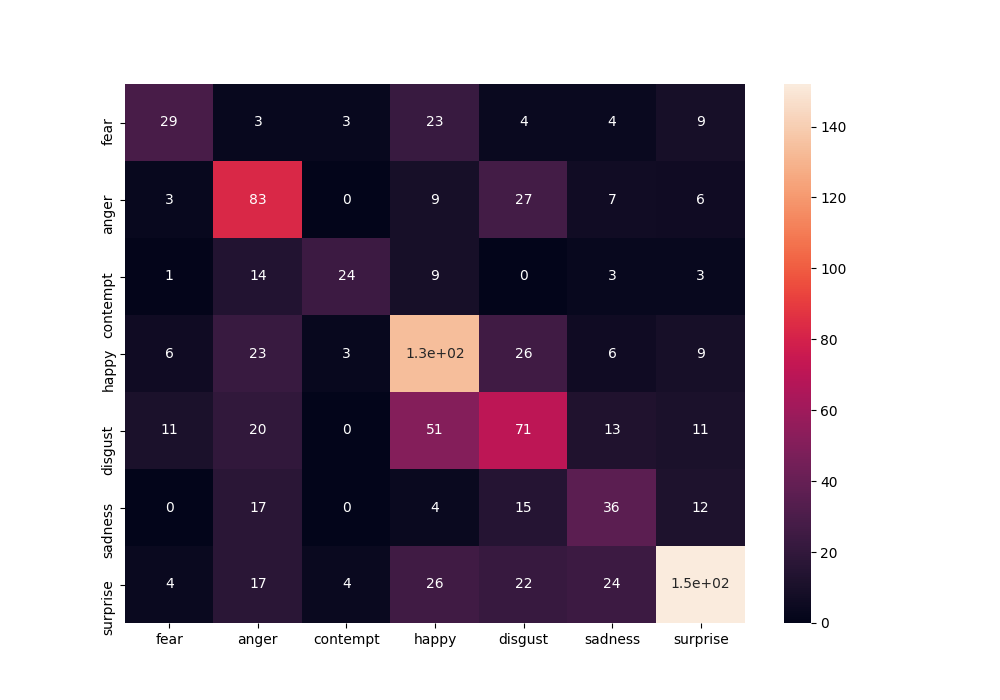 fear 29 3 3 23 4 4 9
anger 3 83 0 9 27 7 6
contempt 1 14 24 9 0 3 3
happy 6 23 3 1.3e+02 26 6 9
disgust 11 20 0 51 71 13 11
sadness 0 17 0 4 15 36 12
surprise 4 17 4 26 22 24 1.5e+02
fear anger contempt happy disgust sadness surprise
140
120
100
80
60
40
20
0